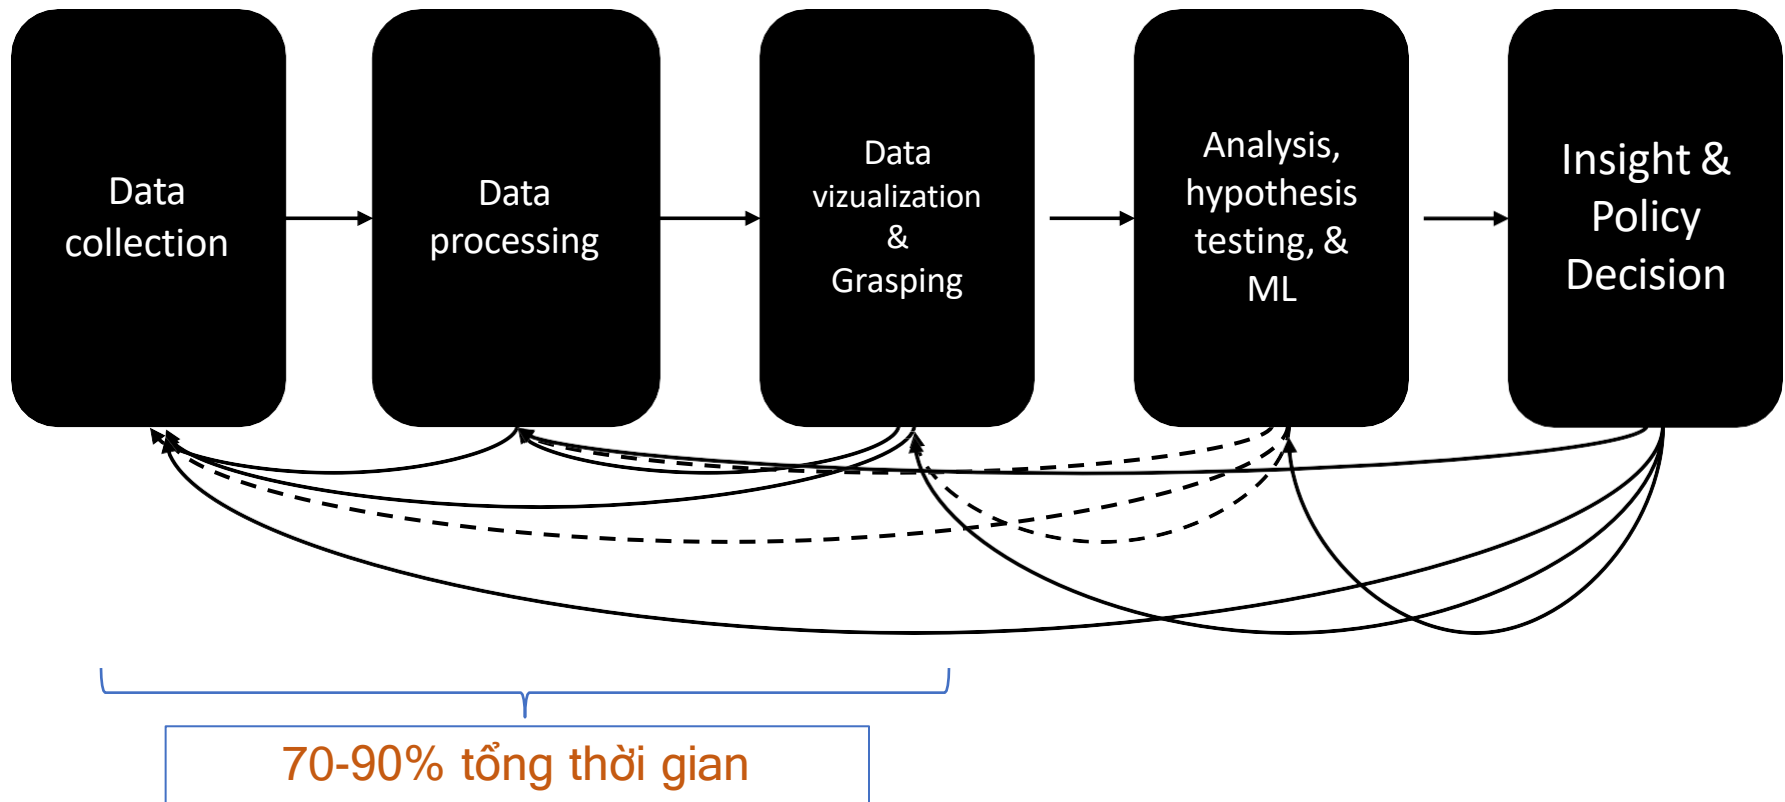 Data
collection
Data
processing
Data
vizualization
&
Grasping
Analysis,
hypothesis
testing, &
ML
Insight &
Policy
Decision
70-90% tổng thời gian